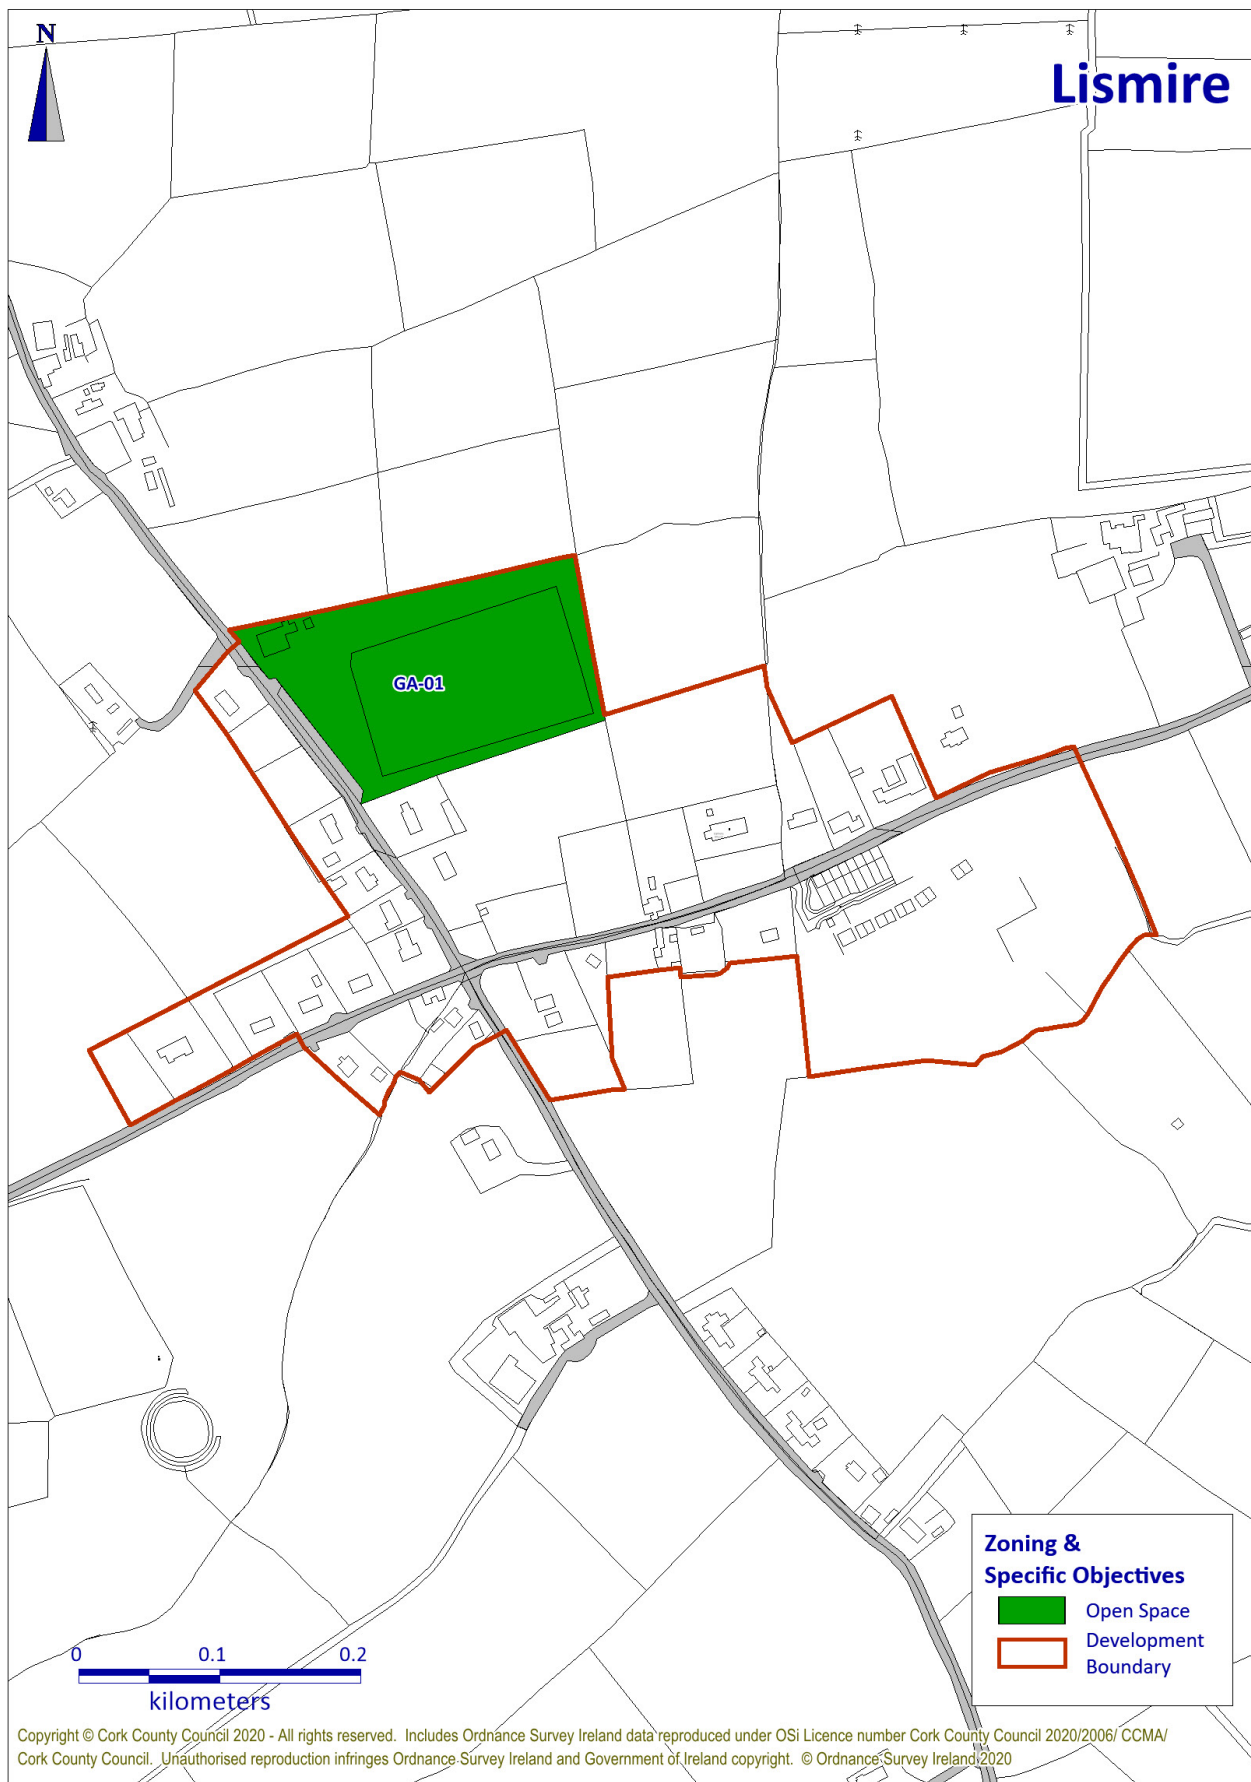 N
Lismire
GA-01
Zoning &
Specific Objectives
Open Space
Development
Boundary
0 0.1 0.2
kilometers
Copyright © Cork County Council 2020 - All rights reserved. Includes Ordnance Survey Ireland data reproduced under OSi Licence number Cork County Council 2020/2006/ CCMA/
Cork County Council. Unauthorised reproduction infringes Ordnance Survey Ireland and Government of Ireland copyright. © Ordnance Survey Ireland 2020